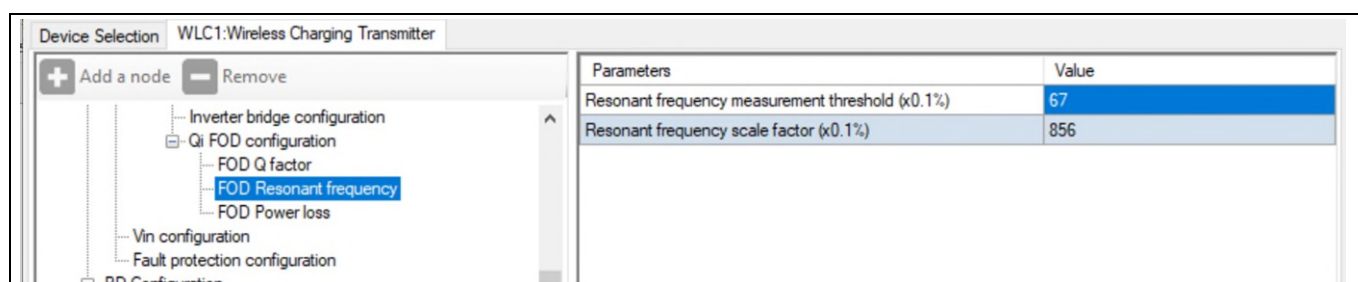 Device Selection WLC1:Wireless Charging Transmitter
Add a node Remove
Inverter bridge configuration
Qi FOD configuration
FOD Q factor
FOD Resonant frequency
FOD Power loss
Vin configuration
Fault protection configuration
Parameters Value
Resonant frequency measurement threshold (x0.1%) 67
Resonant frequency scale factor (x0.1%) 856